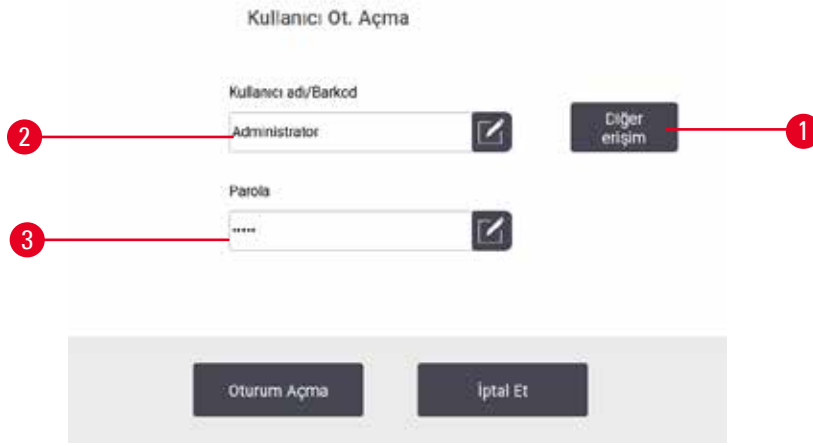 Kullanıcı Ot. Açma
Kullanıcı adı/Barkod
2
Administrator
Diğer
erişim
1
Parola
3
•••••
Oturum Açma
İptal Et